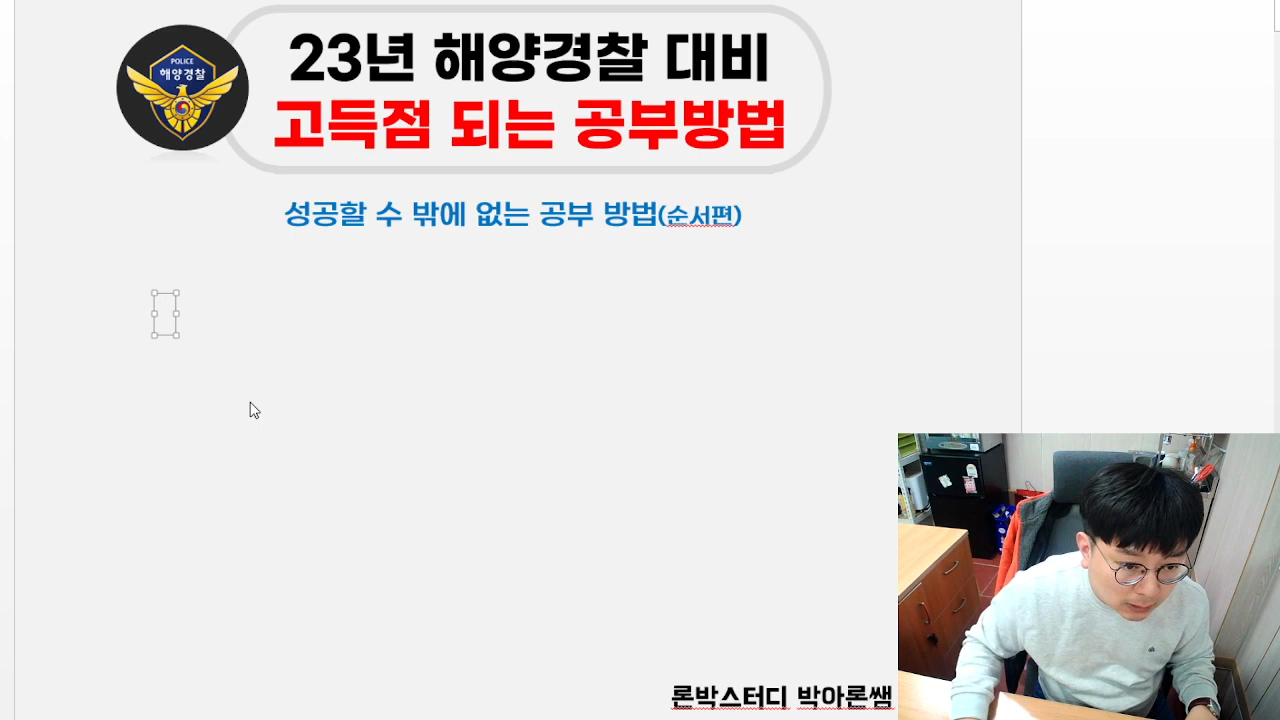 POLICE
해양경찰
23년 해양경찰 대비
고득점 되는 공부방법
성공할 수 밖에 없는 공부 방법(순서편)
론박스터디 박아론쌤